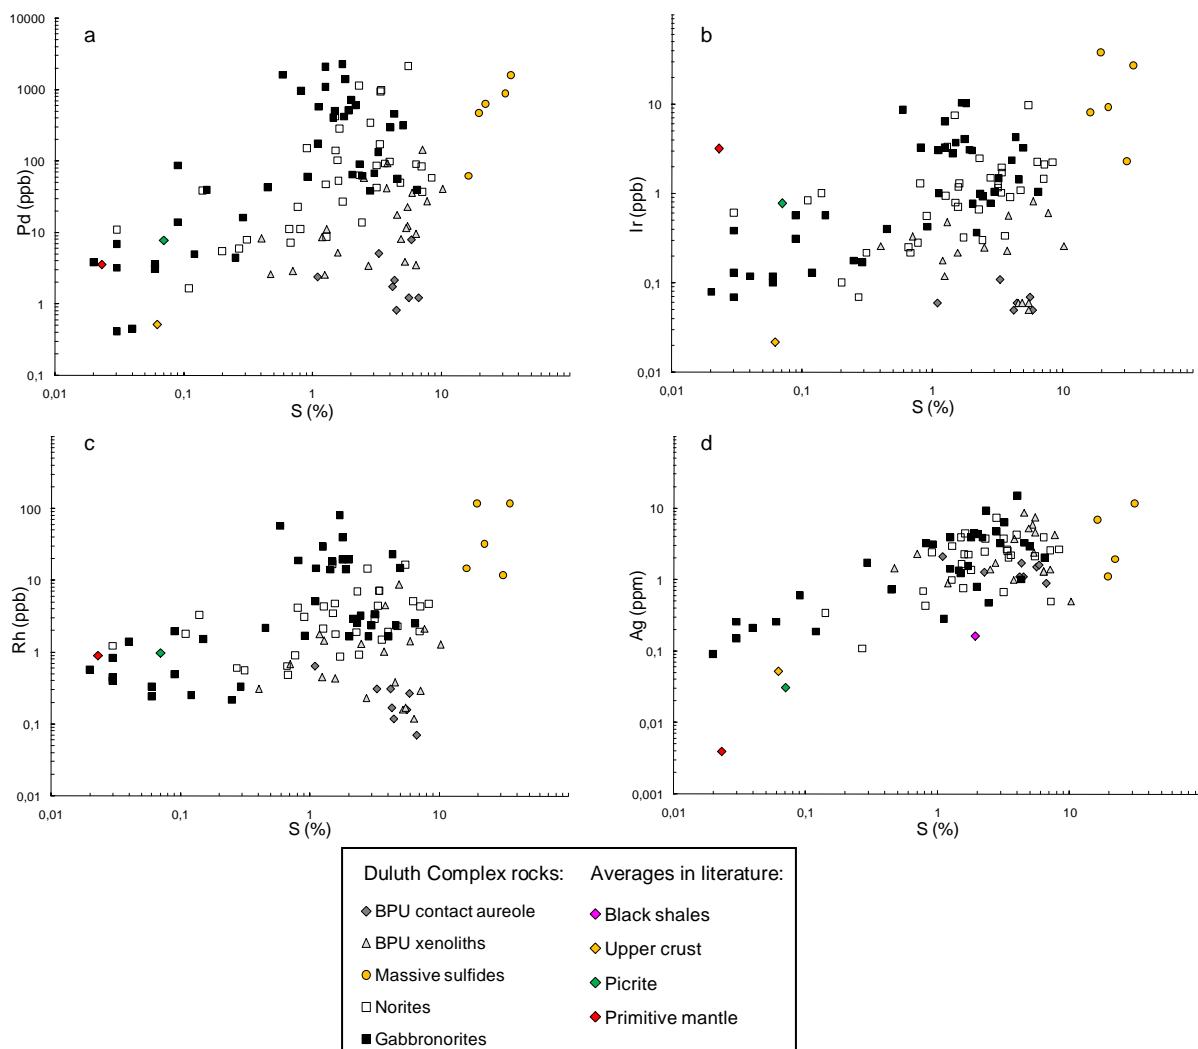 a
10000
1000
100
10
1
0,1
Pd (ppb)
0,01 0,1 1 10
S (%)
b
10
1
0,1
0,01
Ir (ppb)
0,01 0,1 1 10
S (%)
c
100
10
1
0,1
0,01
Rh (ppb)
0,01 0,1 1 10
S (%)
d
10
1
0,1
0,01
0,001
Ag (ppm)
0,01 0,1 1 10
S (%)
Duluth Complex rocks:
BPU contact aureole
BPU xenoliths
Massive sulfides
Norites
Gabbronorites
Averages in literature:
Black shales
Upper crust
Picrite
Primitive mantle